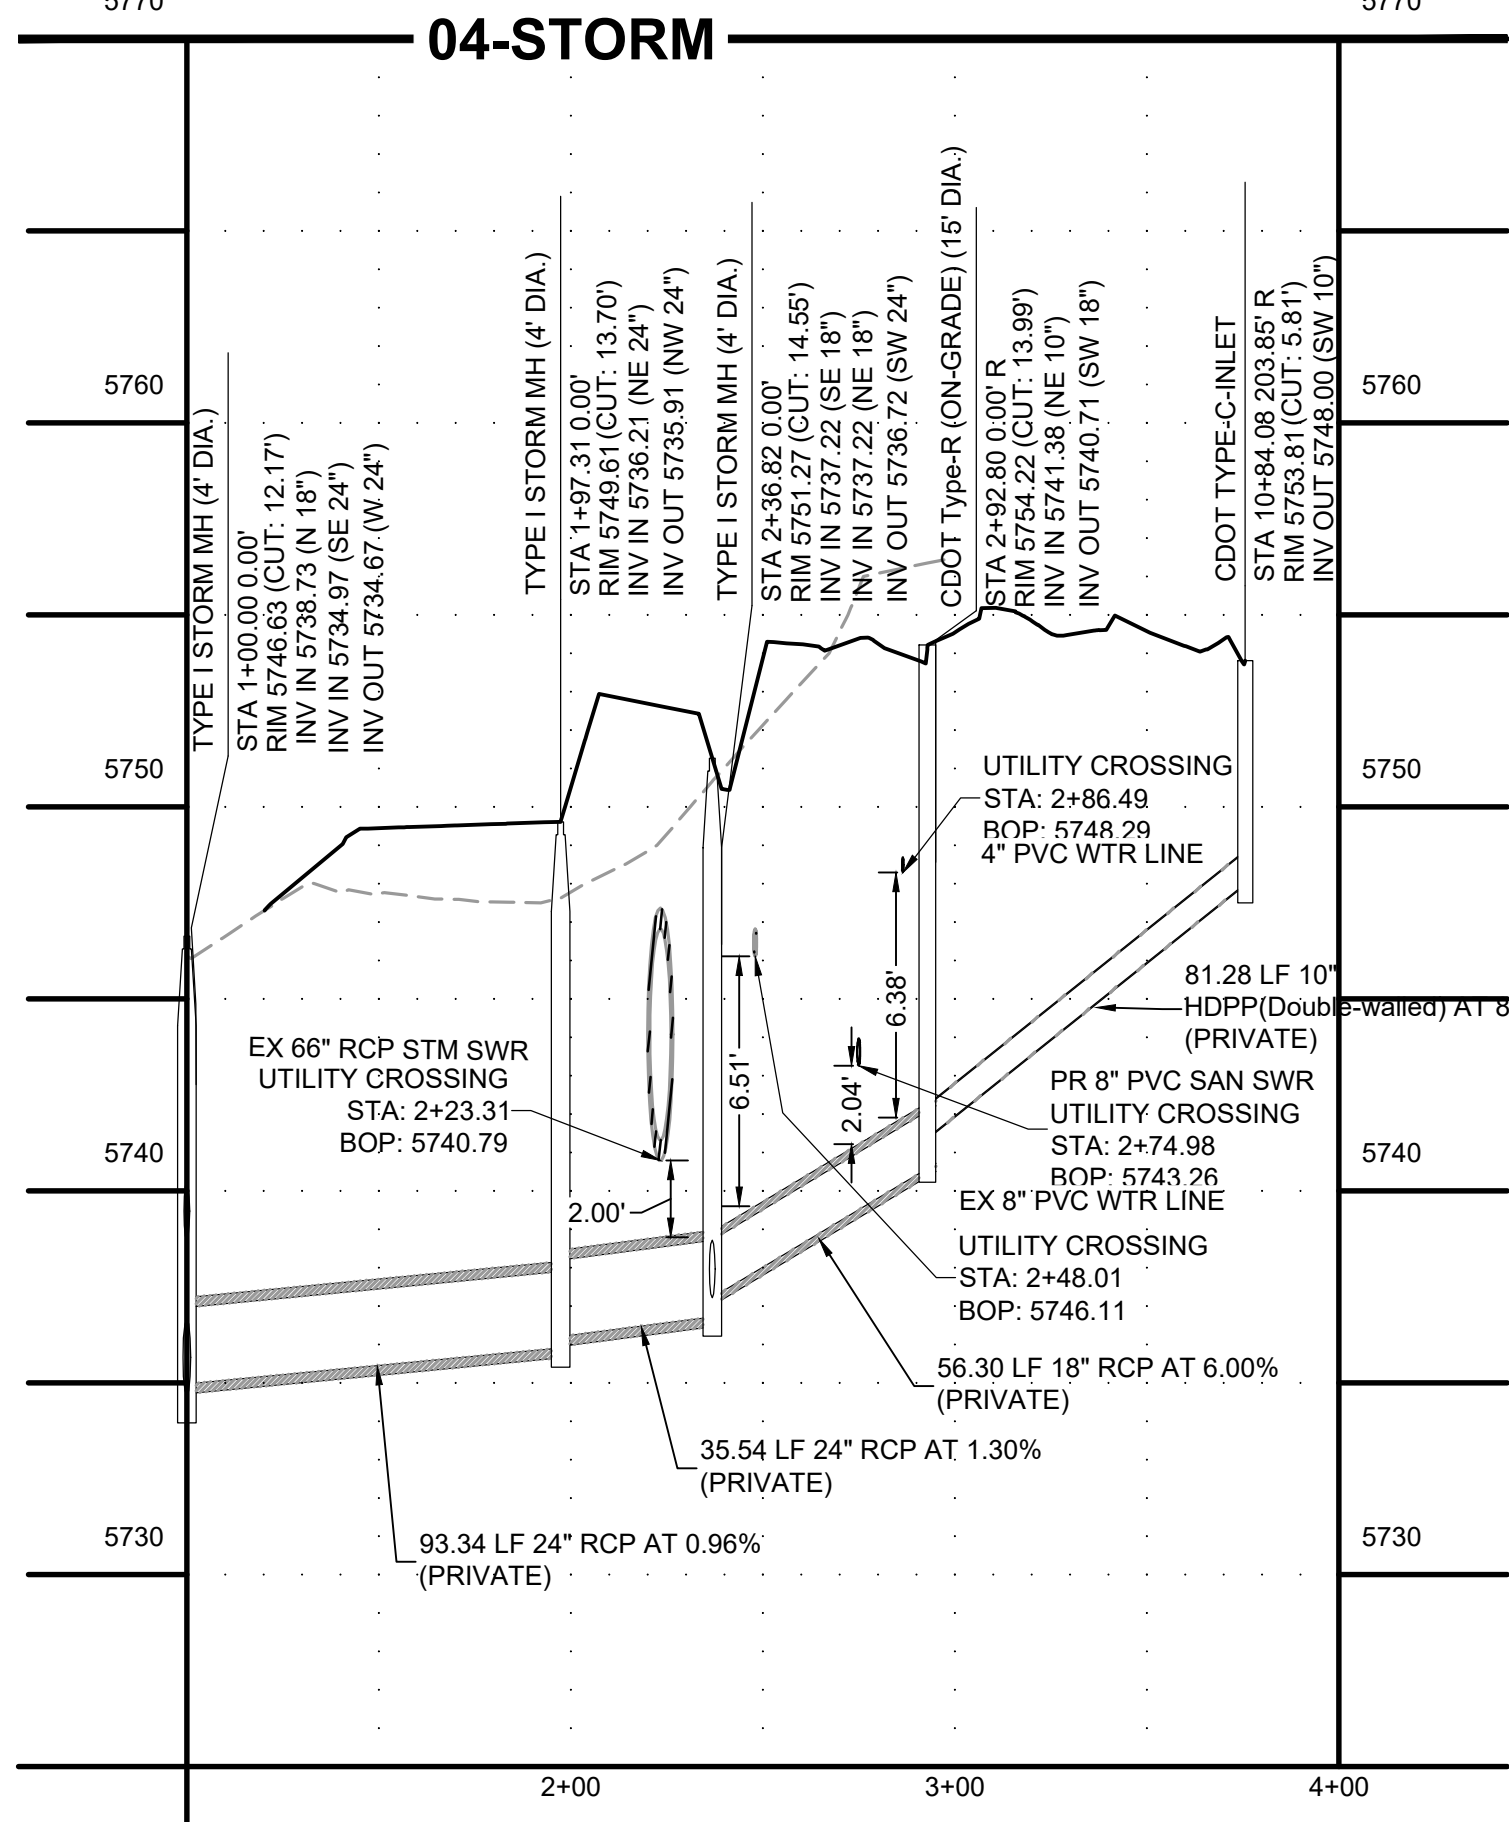 5770
5770
04-STORM
TYPE I STORM MH (4' DIA.)
STA 1+00.00 0.00'
RIM 5746.63 (CUT: 12.17')
INV IN 5738.73 (N 18")
INV IN 5734.97 (SE 24")
INV OUT 5734.67 (W 24")
TYPE I STORM MH (4' DIA.)
STA 1+97.31 0.00'
RIM 5749.61 (CUT: 13.70')
INV IN 5736.21 (NE 24")
INV OUT 5735.91 (NW 24")
TYPE I STORM MH (4' DIA.)
STA 2+36.82 0.00'
RIM 5751.27 (CUT: 14.55')
INV IN 5737.22 (SE 18")
INV IN 5737.22 (NE 18")
INV OUT 5736.72 (SW 24")
CDOT Type-R (ON-GRADE) (15' DIA.)
STA 2+92.80 0.00' R
RIM 5754.22 (CUT: 13.99')
INV IN 5741.38 (NE 10")
INV OUT 5740.71 (SW 18")
CDOT TYPE-C-INLET
STA 10+84.08 203.85' R
RIM 5753.81 (CUT: 5.81')
INV OUT 5748.00 (SW 10")
5760
5760
5750
5750
UTILITY CROSSING
STA: 2+86.49
BOP: 5748.29
4" PVC WTR LINE
6.38'
6.51'
2.04'
2.00'
81.28 LF 10"
HDPP(Double-walled) AT 8
(PRIVATE)
EX 66" RCP STM SWR
UTILITY CROSSING
STA: 2+23.31
BOP: 5740.79
PR 8" PVC SAN SWR
UTILITY CROSSING
STA: 2+74.98
BOP: 5743.26
5740
5740
EX 8" PVC WTR LINE
UTILITY CROSSING
STA: 2+48.01
BOP: 5746.11
56.30 LF 18" RCP AT 6.00%
(PRIVATE)
35.54 LF 24" RCP AT 1.30%
(PRIVATE)
93.34 LF 24" RCP AT 0.96%
(PRIVATE)
5730
5730
2+00
3+00
4+00